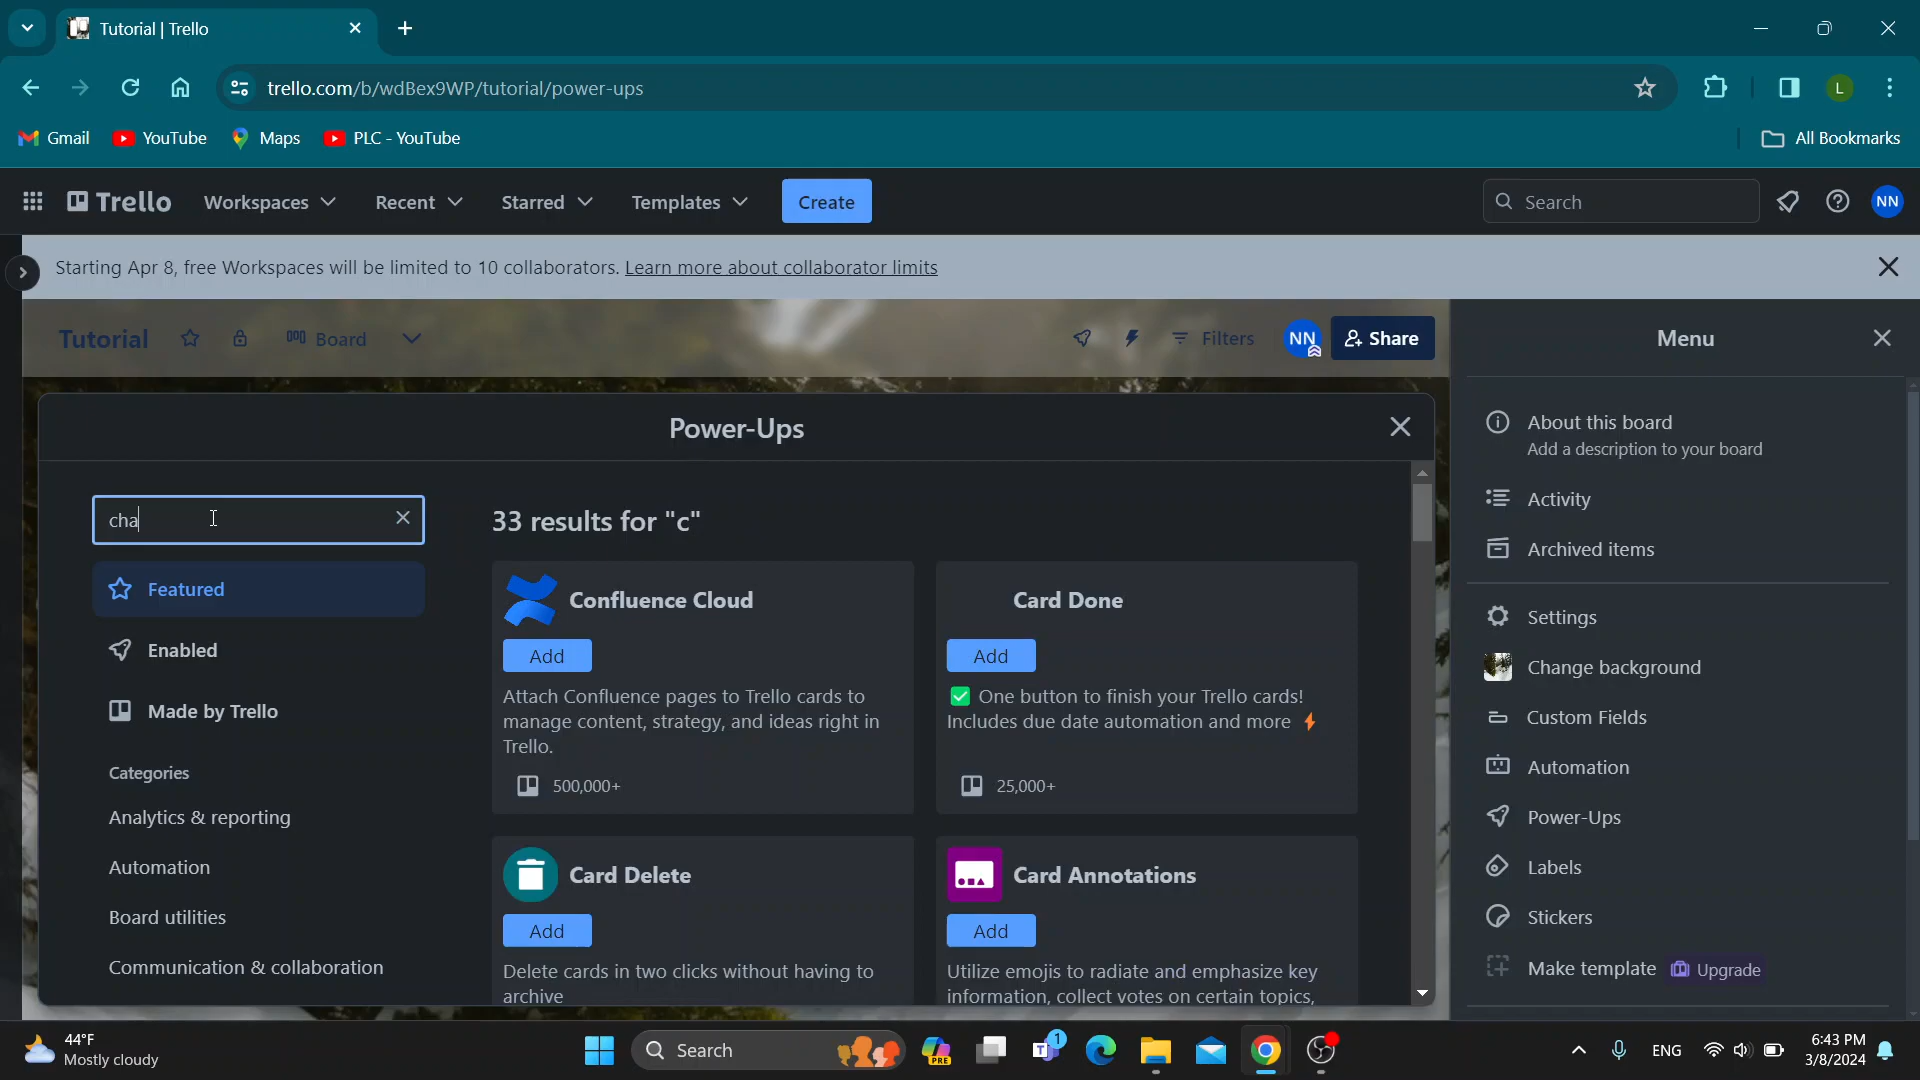 Tutorial | Trello
trello.com/b/wdBex9WP/tutorial/power-ups
L
Gmail
YouTube
Maps
PLC - YouTube
All Bookmarks
Trello
Workspaces
Recent
Starred
Templates
Create
Search
NN
Starting Apr 8, free Workspaces will be limited to 10 collaborators. Learn more about collaborator limits
Tutorial
Board
Filters
NN
Share
Menu
Power-Ups
cha
Featured
Enabled
Made by Trello
Categories
Analytics & reporting
Automation
Board utilities
Communication & collaboration
33 results for "c"
Confluence Cloud
Add
Attach Confluence pages to Trello cards to
manage content, strategy, and ideas right in
Trello.
500,000+
Card Done
Add
✅ One button to finish your Trello cards!
Includes due date automation and more ⚡
25,000+
Card Delete
Add
Delete cards in two clicks without having to
archive
Card Annotations
Add
Utilize emojis to radiate and emphasize key
information, collect votes on certain topics,
About this board
Add a description to your board
Activity
Archived items
Settings
Change background
Custom Fields
Automation
Power-Ups
Labels
Stickers
Make template
Upgrade
44°F
Mostly cloudy
Search
PRE
1
ENG
6:43 PM
3/8/2024